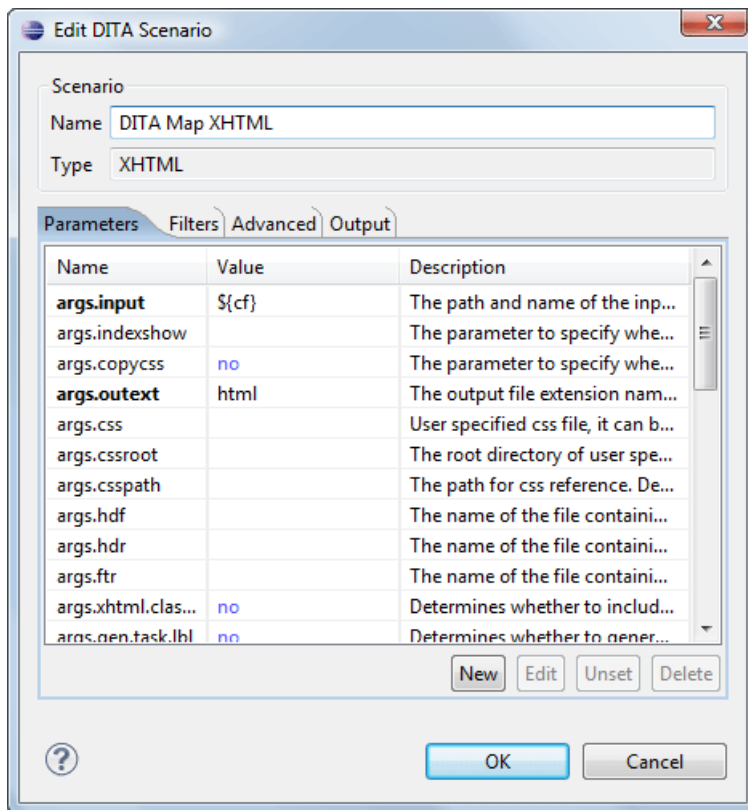 Edit DITA Scenario
Scenario
Name DITA Map XHTML
Type XHTML
Parameters Filters Advanced Output
Name Value Description
args.input ${cf} The path and name of the inp...
args.indexshow The parameter to specify whe...
args.copycss no The parameter to specify whe...
args.outext html The output file extension nam...
args.css User specified css file, it can b...
args.cssroot The root directory of user spe...
args.csspath The path for css reference. De...
args.hdf The name of the file containi...
args.hdr The name of the file containi...
args.ftr The name of the file containi...
args.xhtml.clas... no Determines whether to includ...
args.gen.task.lbl no Determines whether to gener...
New Edit Unset Delete
? OK Cancel